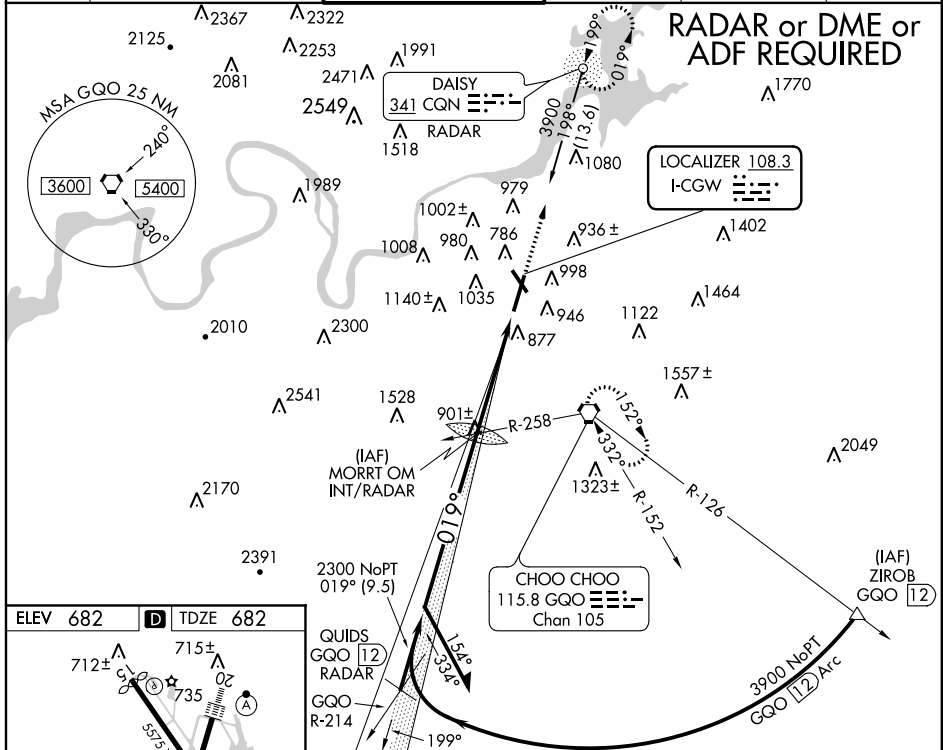 RADAR or DME or
ADF REQUIRED
2367
2322
2125
2253
2081
1991
2471
2549
DAISY
341 CQN
RADAR
1518
199°
019°
1770
MSA GQO 25 NM
240°
3600
5400
330°
3900
198°
(13.6)
1080
LOCALIZER 108.3
I-CGW
1989
979
1002±
1008
980
786
936±
1402
998
1035
1140±
946
1464
1122
877
2010
2300
1557±
2541
1528
901±
R-258
152°
332°
1323±
2049
(IAF)
MORRT OM
INT/RADAR
R-152
R-126
2170
019°
2391
2300 NoPT
019° (9.5)
CHOO CHOO
115.8 GQO
Chan 105
(IAF)
ZIROB
GQO 12
QUIDS
GQO 12
RADAR
GQO
R-214
154°
334°
199°
3900 NoPT
GQO 12 Arc
ELEV 682
D
TDZE 682
712±
715±
735
20
A
5575